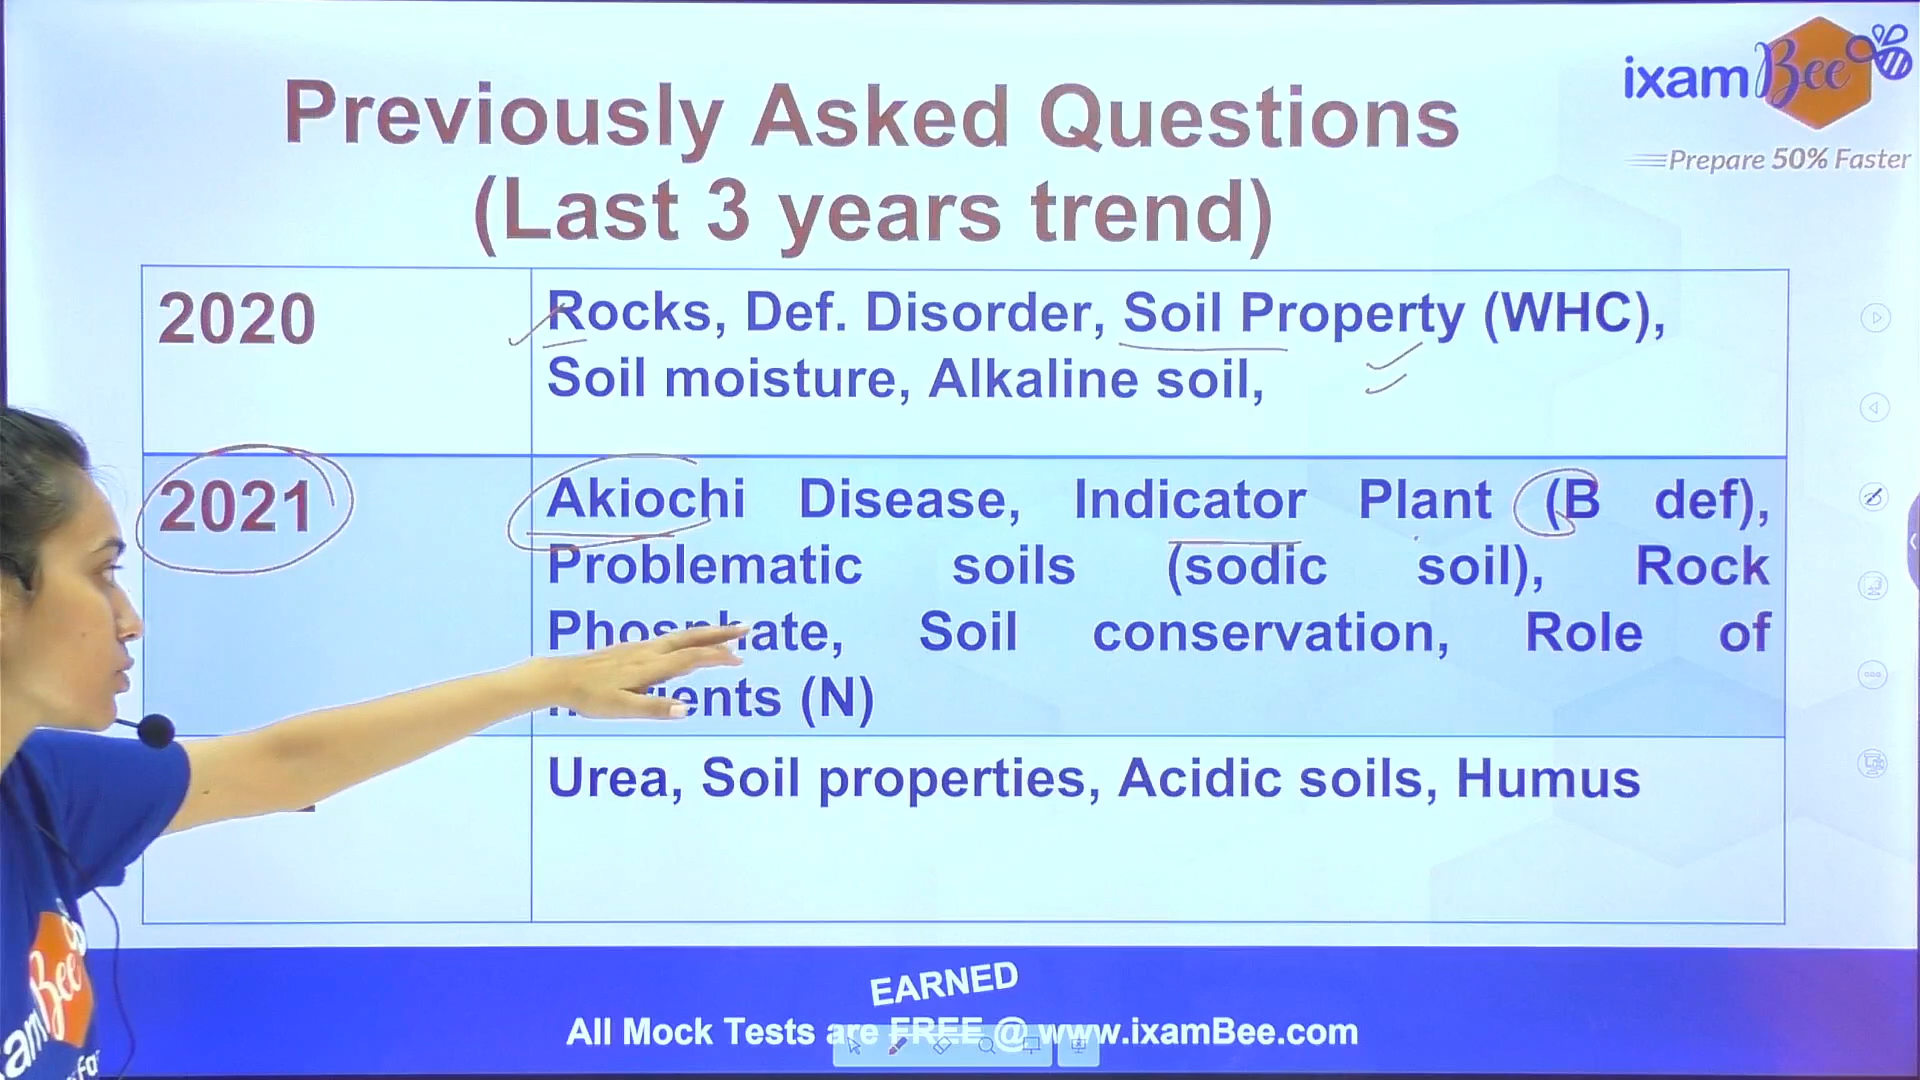 ixamBee
Prepare 50% Faster
Previously Asked Questions
(Last 3 years trend)
2020
Rocks, Def. Disorder, Soil Property (WHC),
Soil moisture, Alkaline soil,
2021
Akiochi Disease, Indicator Plant (B def),
Problematic soils (sodic soil), Rock
Phosphate, Soil conservation, Role of
(N)
Urea, Soil properties, Acidic soils, Humus
EARNED
All Mock Tests are FREE @ www.ixamBee.com
Bee